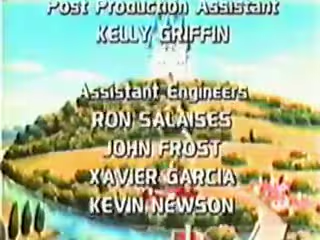 Post Production Assistant
KELLY GRIFFIN
Assistant Engineers
RON SALAISES
JOHN FROST
XAVIER GARCIA
KEVIN NEWSON